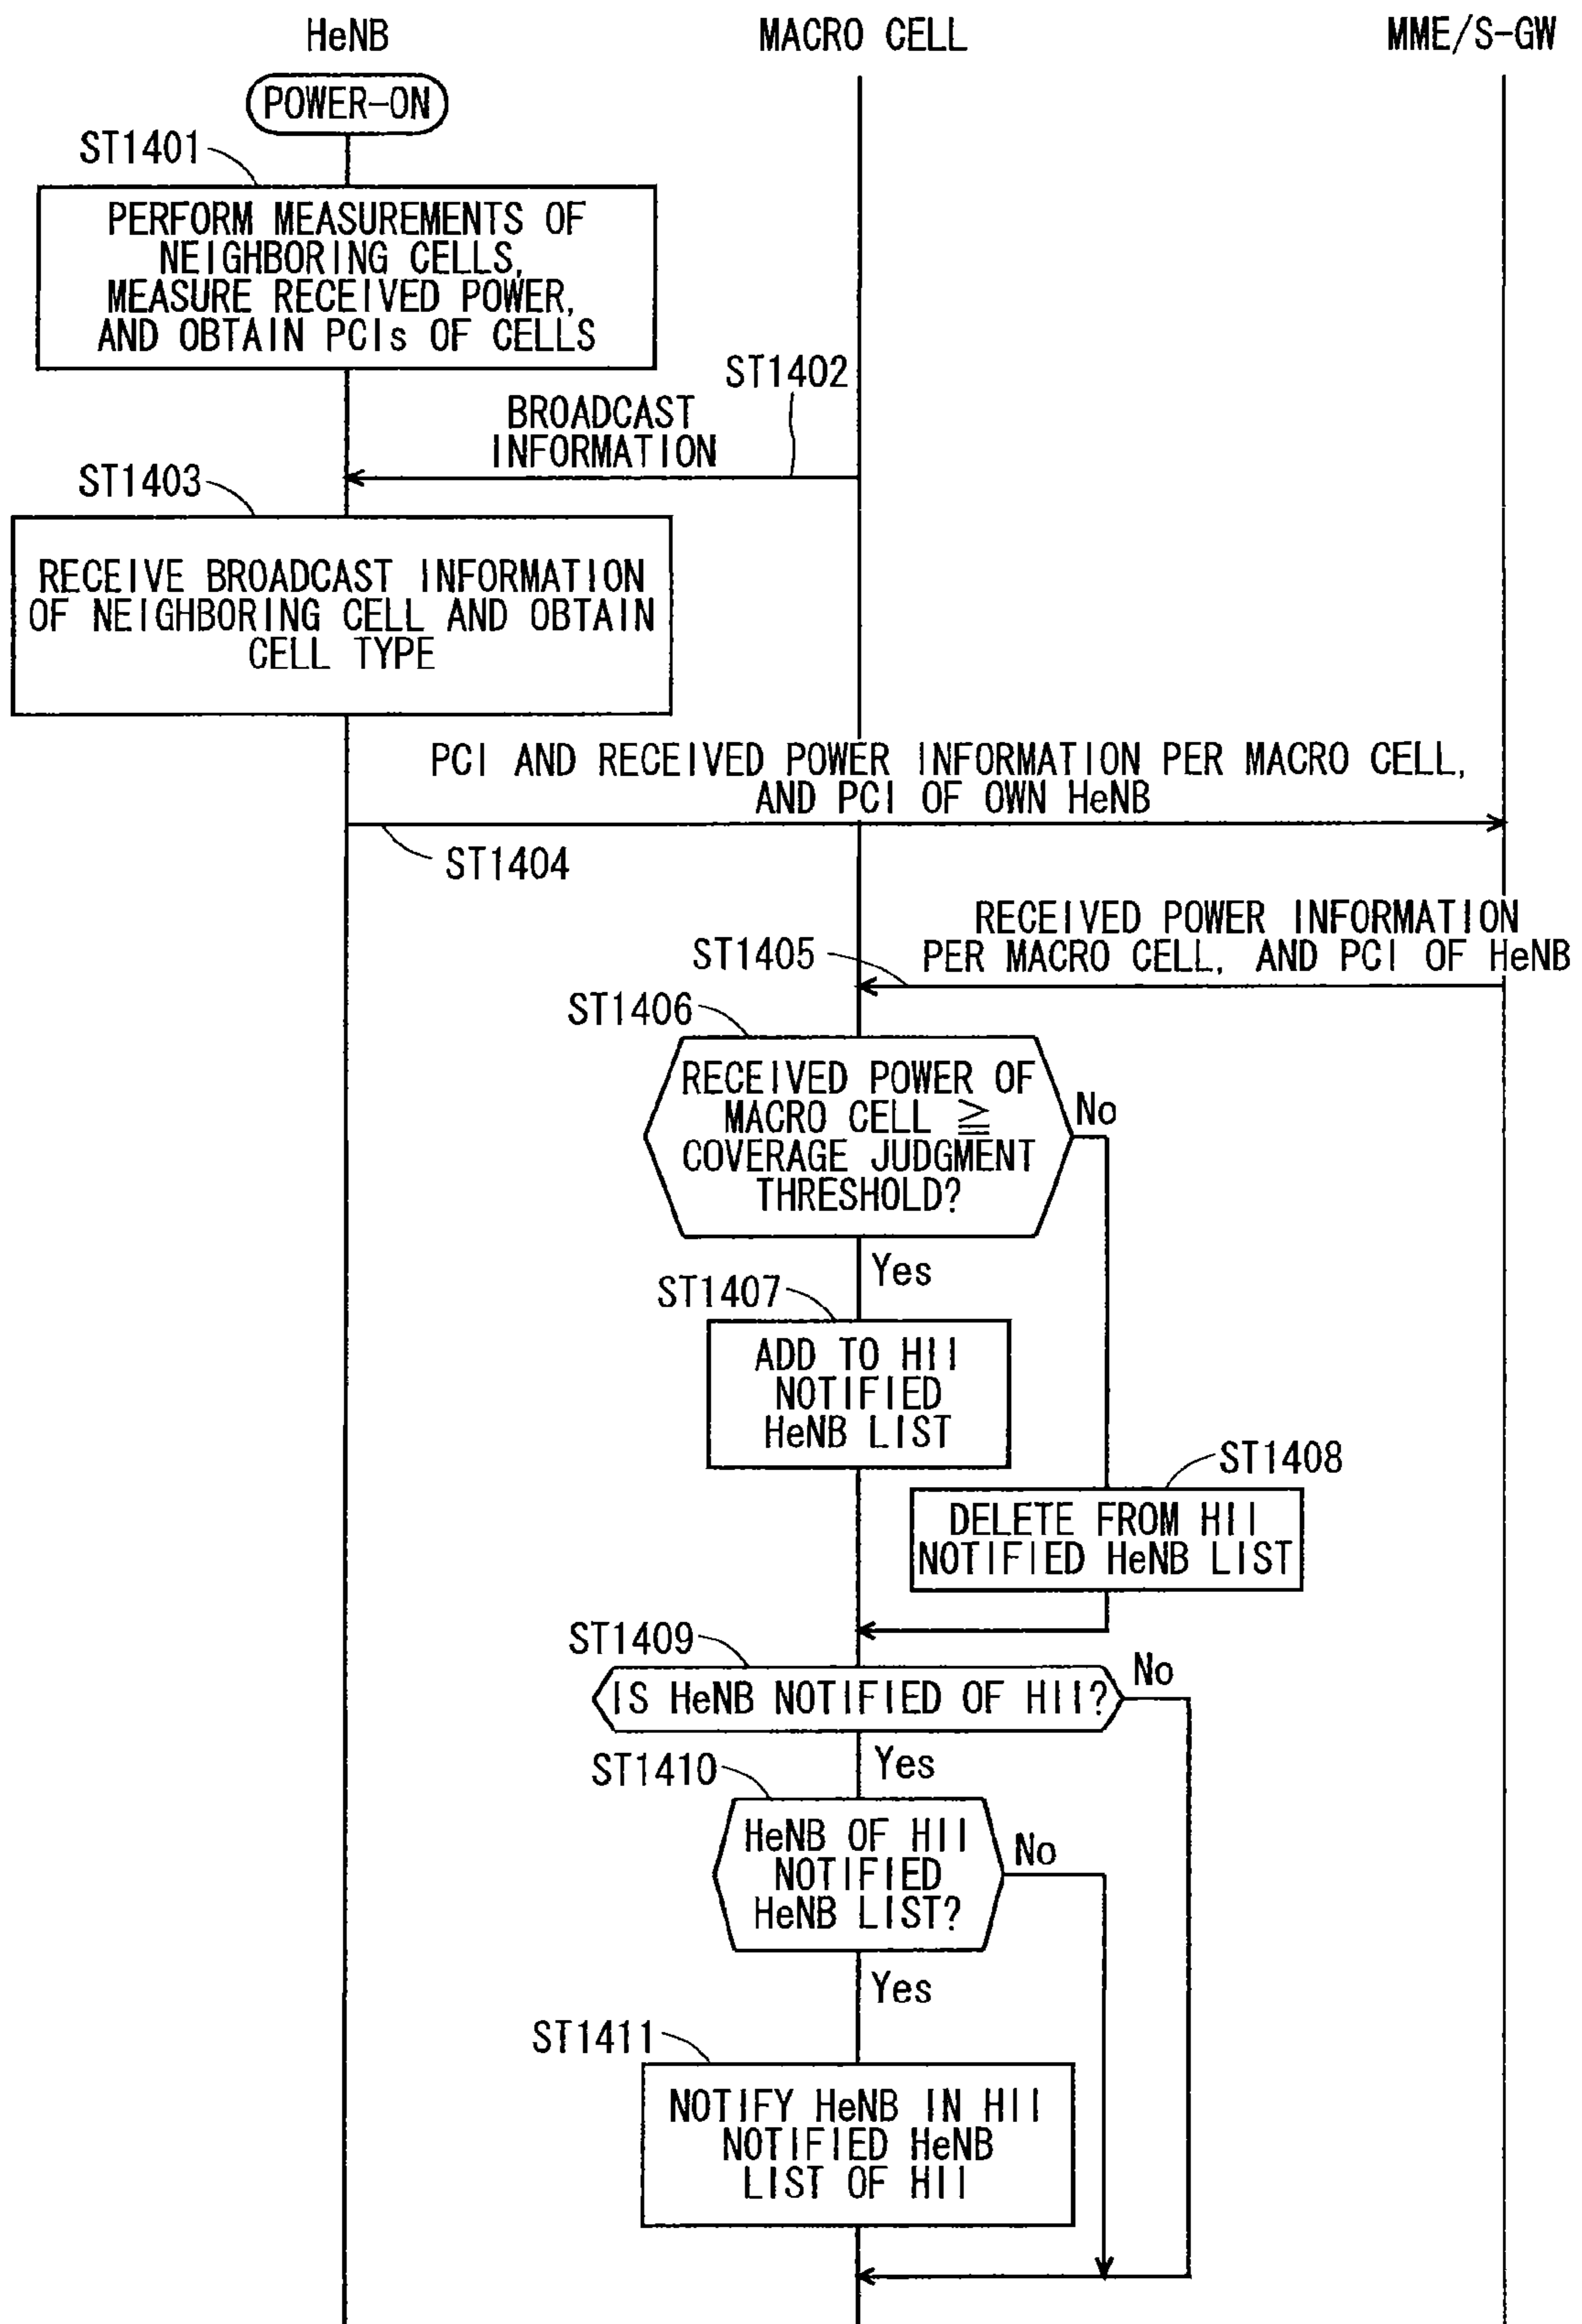 HeNB
MACRO CELL
MME/S-GW
POWER-ON
ST1401
PERFORM MEASUREMENTS OF
NEIGHBORING CELLS,
MEASURE RECEIVED POWER,
AND OBTAIN PCIs OF CELLS
ST1402
BROADCAST
INFORMATION
ST1403
RECEIVE BROADCAST INFORMATION
OF NEIGHBORING CELL AND OBTAIN
CELL TYPE
PCI AND RECEIVED POWER INFORMATION PER MACRO CELL,
AND PCI OF OWN HeNB
ST1404
RECEIVED POWER INFORMATION
PER MACRO CELL, AND PCI OF HeNB
ST1405
ST1406
RECEIVED POWER OF
MACRO CELL ≧
COVERAGE JUDGMENT
THRESHOLD?
No
Yes
ST1407
ADD TO HII
NOTIFIED
HeNB LIST
ST1408
DELETE FROM HII
NOTIFIED HeNB LIST
ST1409
IS HeNB NOTIFIED OF HII?
No
Yes
ST1410
HeNB OF HII
NOTIFIED
HeNB LIST?
No
Yes
ST1411
NOTIFY HeNB IN HII
NOTIFIED HeNB
LIST OF HII